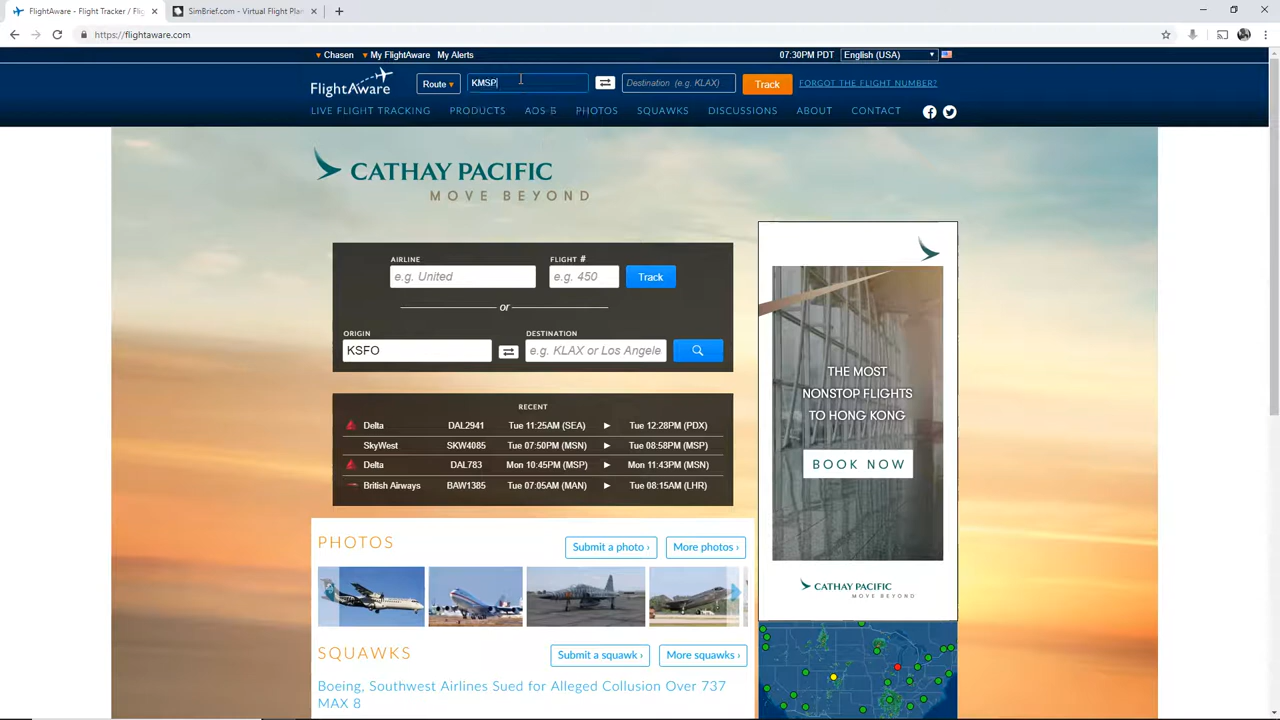 FlightAware - Flight Tracker / Flig
SimBrief.com - Virtual Flight Plan
https://flightaware.com
Chasen My FlightAware My Alerts
07:30PM PDT English (USA)
FlightAware
Route KMSP Destination (e.g. KLAX) Track FORGOT THE FLIGHT NUMBER?
LIVE FLIGHT TRACKING PRODUCTS ADS-B PHOTOS SQUAWKS DISCUSSIONS ABOUT CONTACT
CATHAY PACIFIC
MOVE BEYOND
AIRLINE FLIGHT #
e.g. United e.g. 450 Track
or
ORIGIN DESTINATION
KSFO e.g. KLAX or Los Angele
RECENT
Delta DAL2941 Tue 11:25AM (SEA) Tue 12:28PM (PDX)
SkyWest SKW4085 Tue 07:50PM (MSN) Tue 08:58PM (MSP)
Delta DAL783 Mon 10:45PM (MSP) Mon 11:43PM (MSN)
British Airways BAW1385 Tue 07:05AM (MAN) Tue 08:15AM (LHR)
THE MOST
NONSTOP FLIGHTS
TO HONG KONG
BOOK NOW
CATHAY PACIFIC
MOVE BEYOND
PHOTOS Submit a photo › More photos ›
SQUAWKS Submit a squawk › More squawks ›
Boeing, Southwest Airlines Sued for Alleged Collusion Over 737
MAX 8